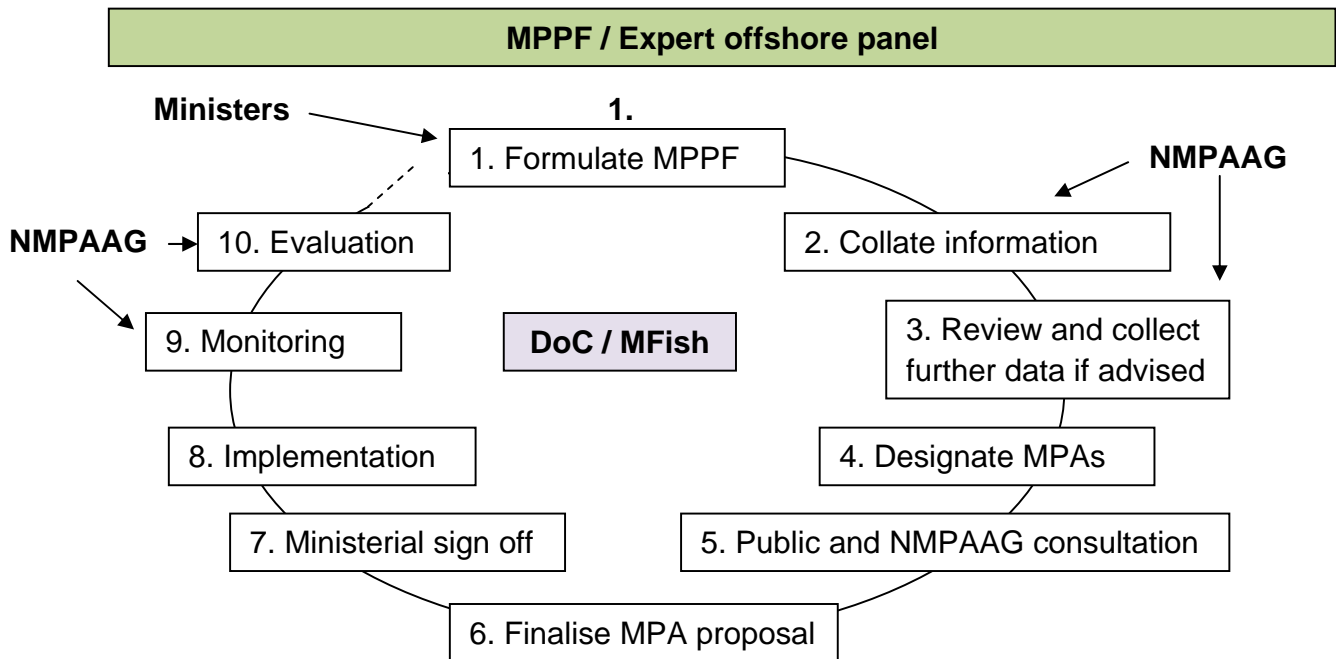 MPPF / Expert offshore panel
Ministers
1.
1. Formulate MPPF
NMPAAG
2. Collate information
NMPAAG
10. Evaluation
3. Review and collect
further data if advised
9. Monitoring
DoC / MFish
8. Implementation
4. Designate MPAs
7. Ministerial sign off
5. Public and NMPAAG consultation
6. Finalise MPA proposal